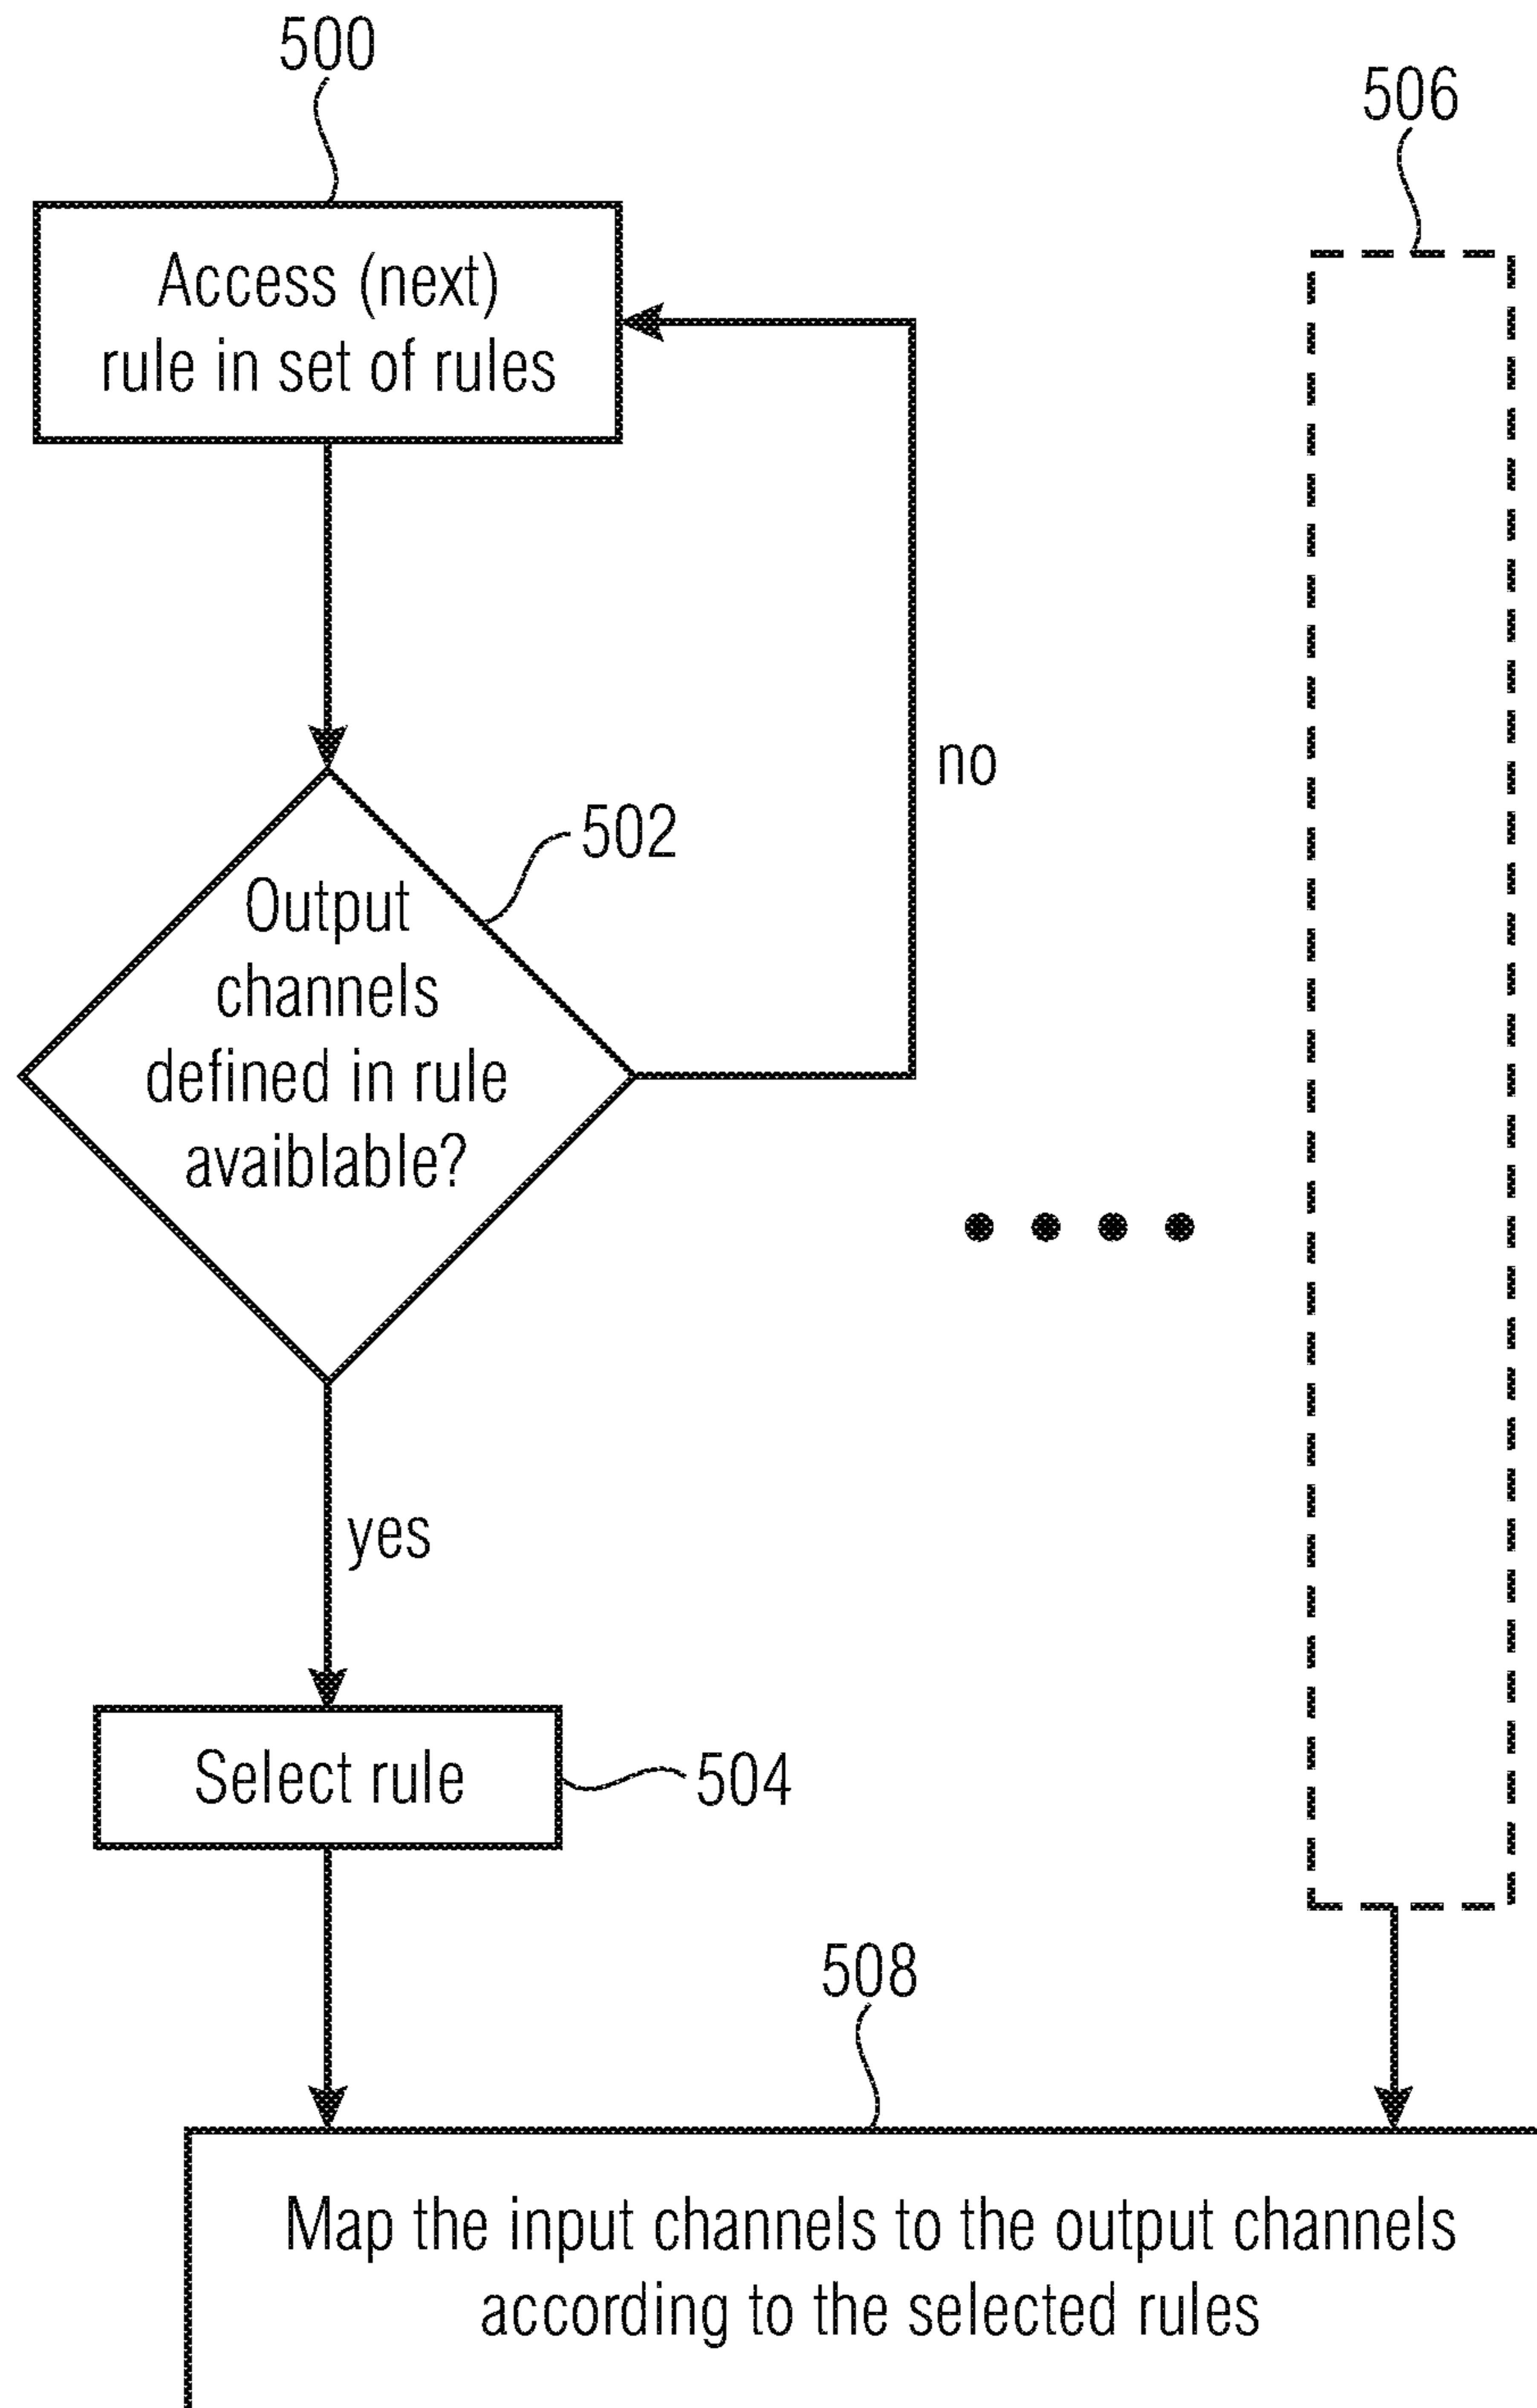 500
506
Access (next)
rule in set of rules
no
502
Output
channels
defined in rule
avaiblable?
yes
Select rule
504
508
Map the input channels to the output channels
according to the selected rules